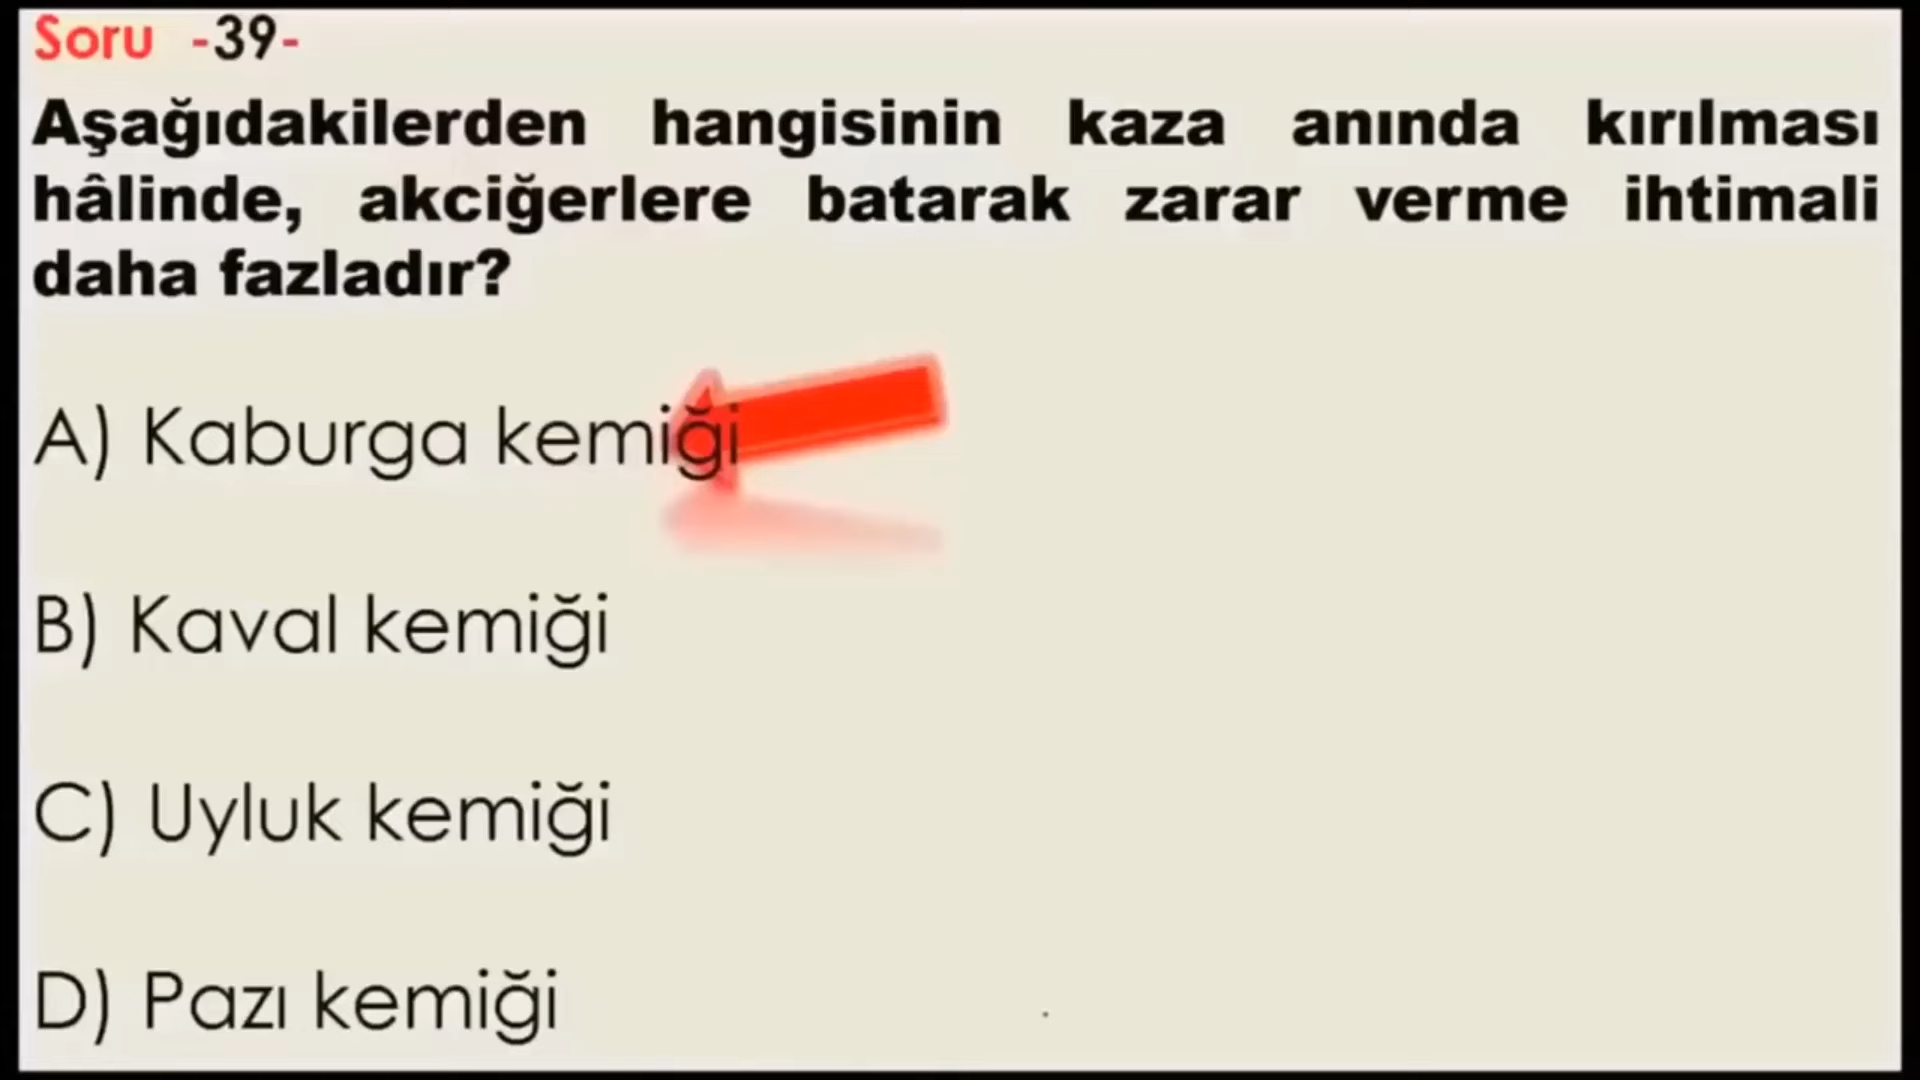 Soru -39-
Aşağıdakilerden hangisinin kaza anında kırılması
hâlinde, akciğerlere batarak zarar verme ihtimali
daha fazladır?
A) Kaburga kemiği
B) Kaval kemiği
C) Uyluk kemiği
D) Pazı kemiği